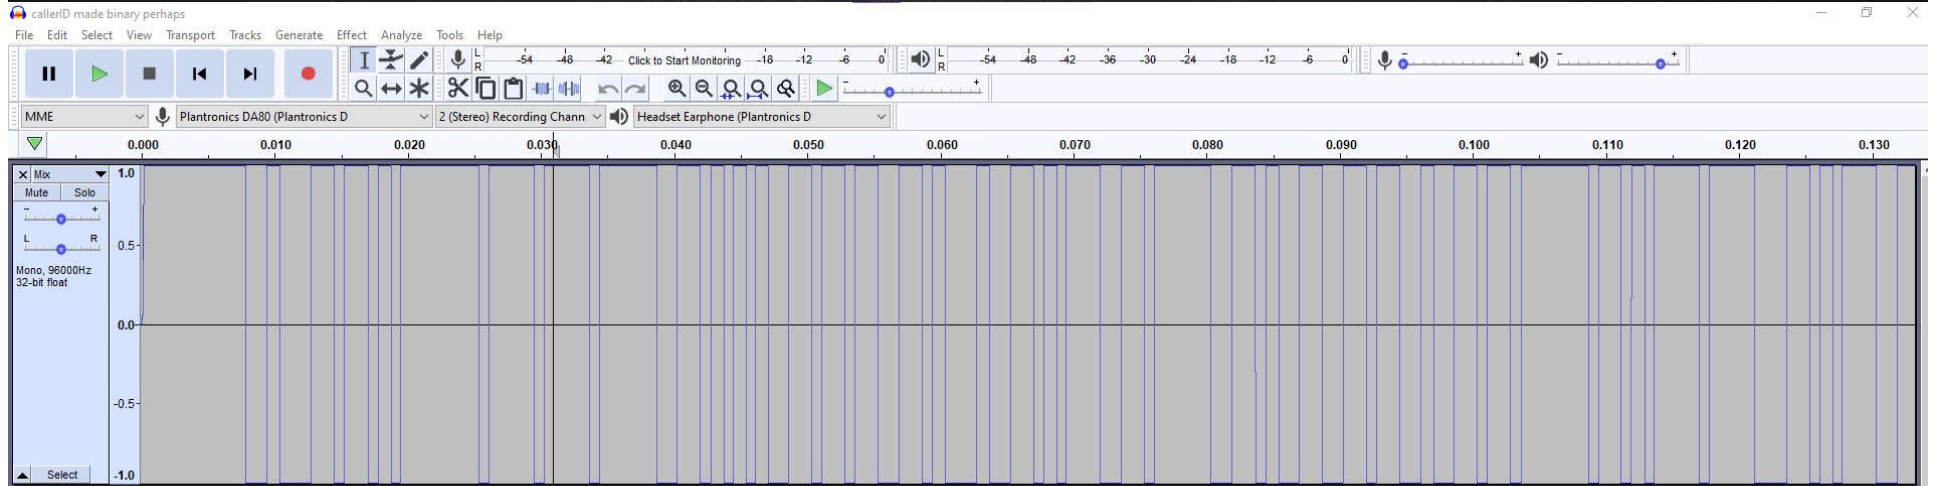 callerID made binary perhaps
File Edit Select View Transport Tracks Generate Effect Analyze Tools Help
L R -54 -48 -42 Click to Start Monitoring -18 -12 -6 0 L R -54 -48 -42 -36 -30 -24 -18 -12 -6 0 - + - +
- +
MME Plantronics DA80 (Plantronics D 2 (Stereo) Recording Chann Headset Earphone (Plantronics D
0.000 0.010 0.020 0.030 0.040 0.050 0.060 0.070 0.080 0.090 0.100 0.110 0.120 0.130
× Mix 1.0
Mute Solo
- +
L R 0.5-
Mono, 96000Hz
32-bit float
0.0-
-0.5-
Select -1.0